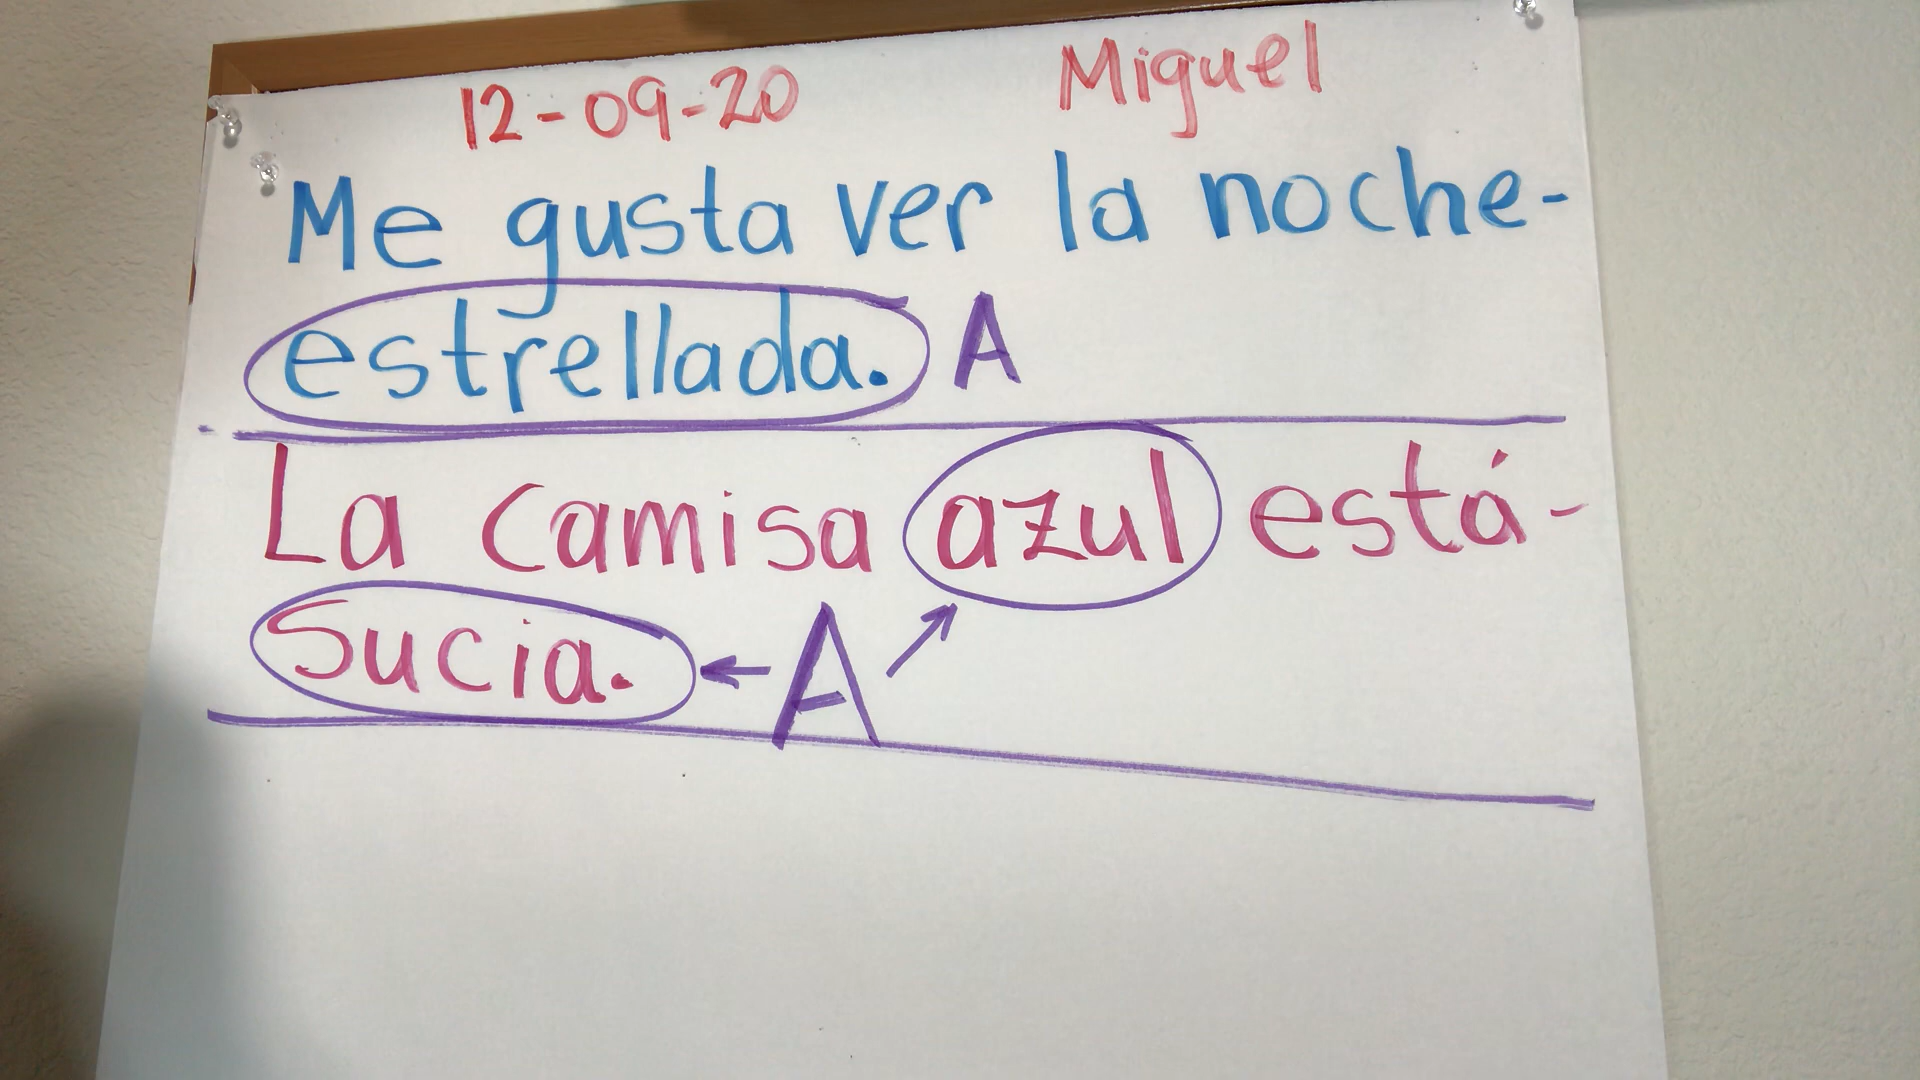 12-09-20 Miguel
Me gusta ver la noche-
estrellada. A
La camisa azul está-
sucia. ← A ↗